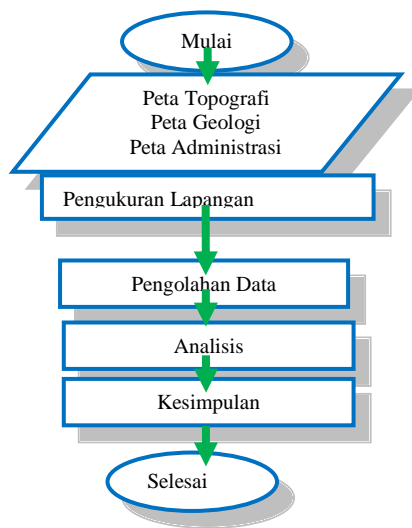 Mulai
Peta Topografi
Peta Geologi
Peta Administrasi
Pengukuran Lapangan
Pengolahan Data
Analisis
Kesimpulan
Selesai